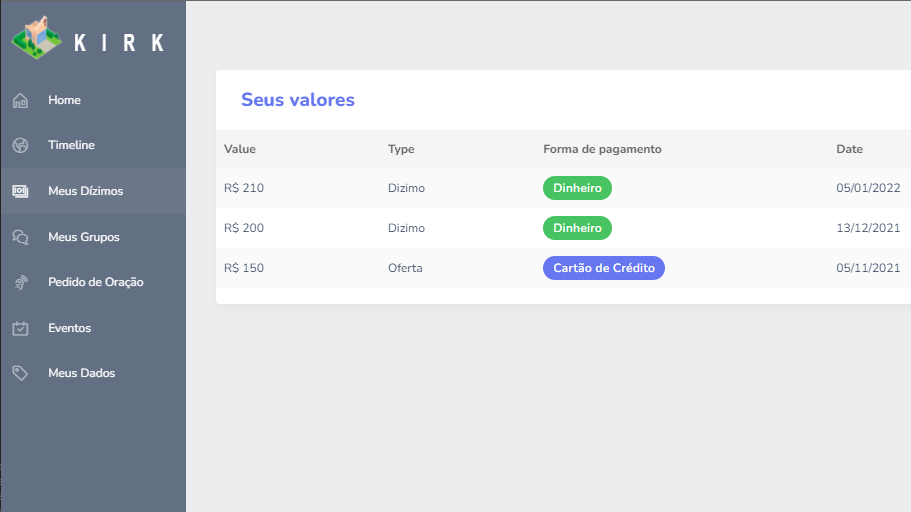 K I R K
Home
Timeline
Meus Dízimos
Meus Grupos
Pedido de Oração
Eventos
Meus Dados
Seus valores
Value Type Forma de pagamento Date
R$ 210 Dizimo Dinheiro 05/01/2022
R$ 200 Dizimo Dinheiro 13/12/2021
R$ 150 Oferta Cartão de Crédito 05/11/2021